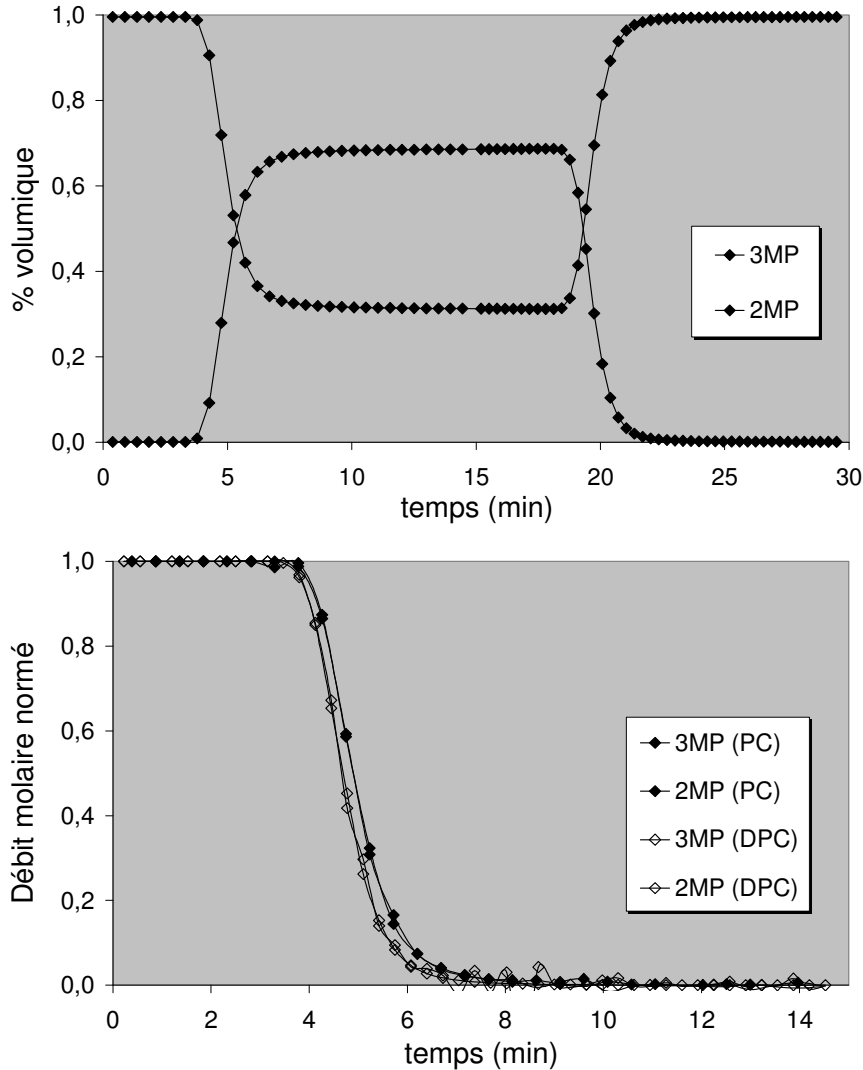 1,0
0,8
0,6
0,4
0,2
0,0
% volumique
3MP
2MP
0 5 10 15 20 25 30
temps (min)
1,0
0,8
0,6
0,4
0,2
0,0
Débit molaire normé
3MP (PC)
2MP (PC)
3MP (DPC)
2MP (DPC)
0 2 4 6 8 10 12 14
temps (min)